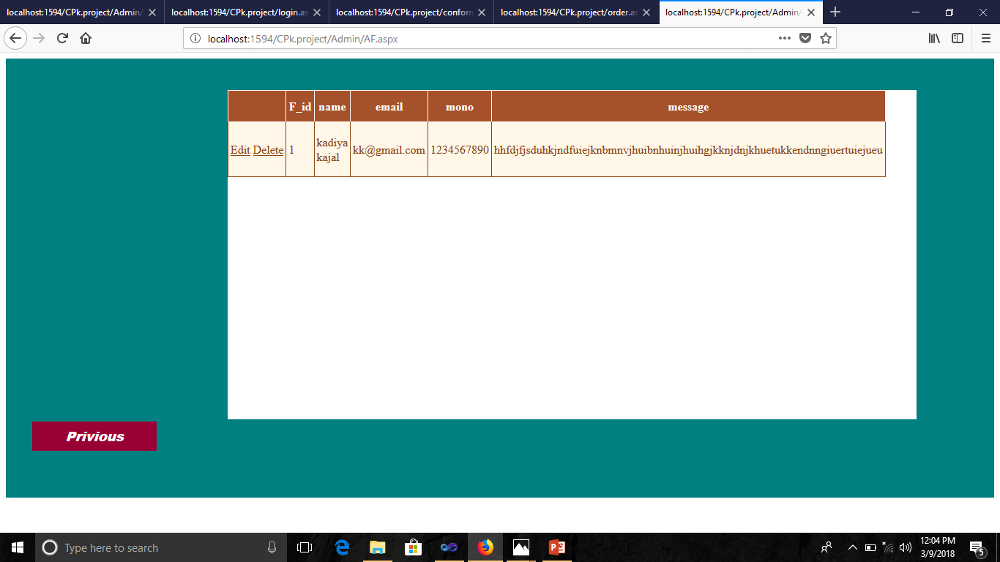 localhost:1594/CPk.project/Admin/ localhost:1594/CPk.project/login.as localhost:1594/CPk.project/conform localhost:1594/CPk.project/order.as localhost:1594/CPk.project/Admin/
localhost:1594/CPk.project/Admin/AF.aspx
F_id name email mono message
Edit Delete 1 kadiya kk@gmail.com 1234567890 hhfdjfjsduhkjndfuiejknbmnvjhuibnhuinjhuihgjkknjdnjkhuetukkendnngiuertuiejueu
kajal
Privious
Type here to search
12:04 PM
3/9/2018
5